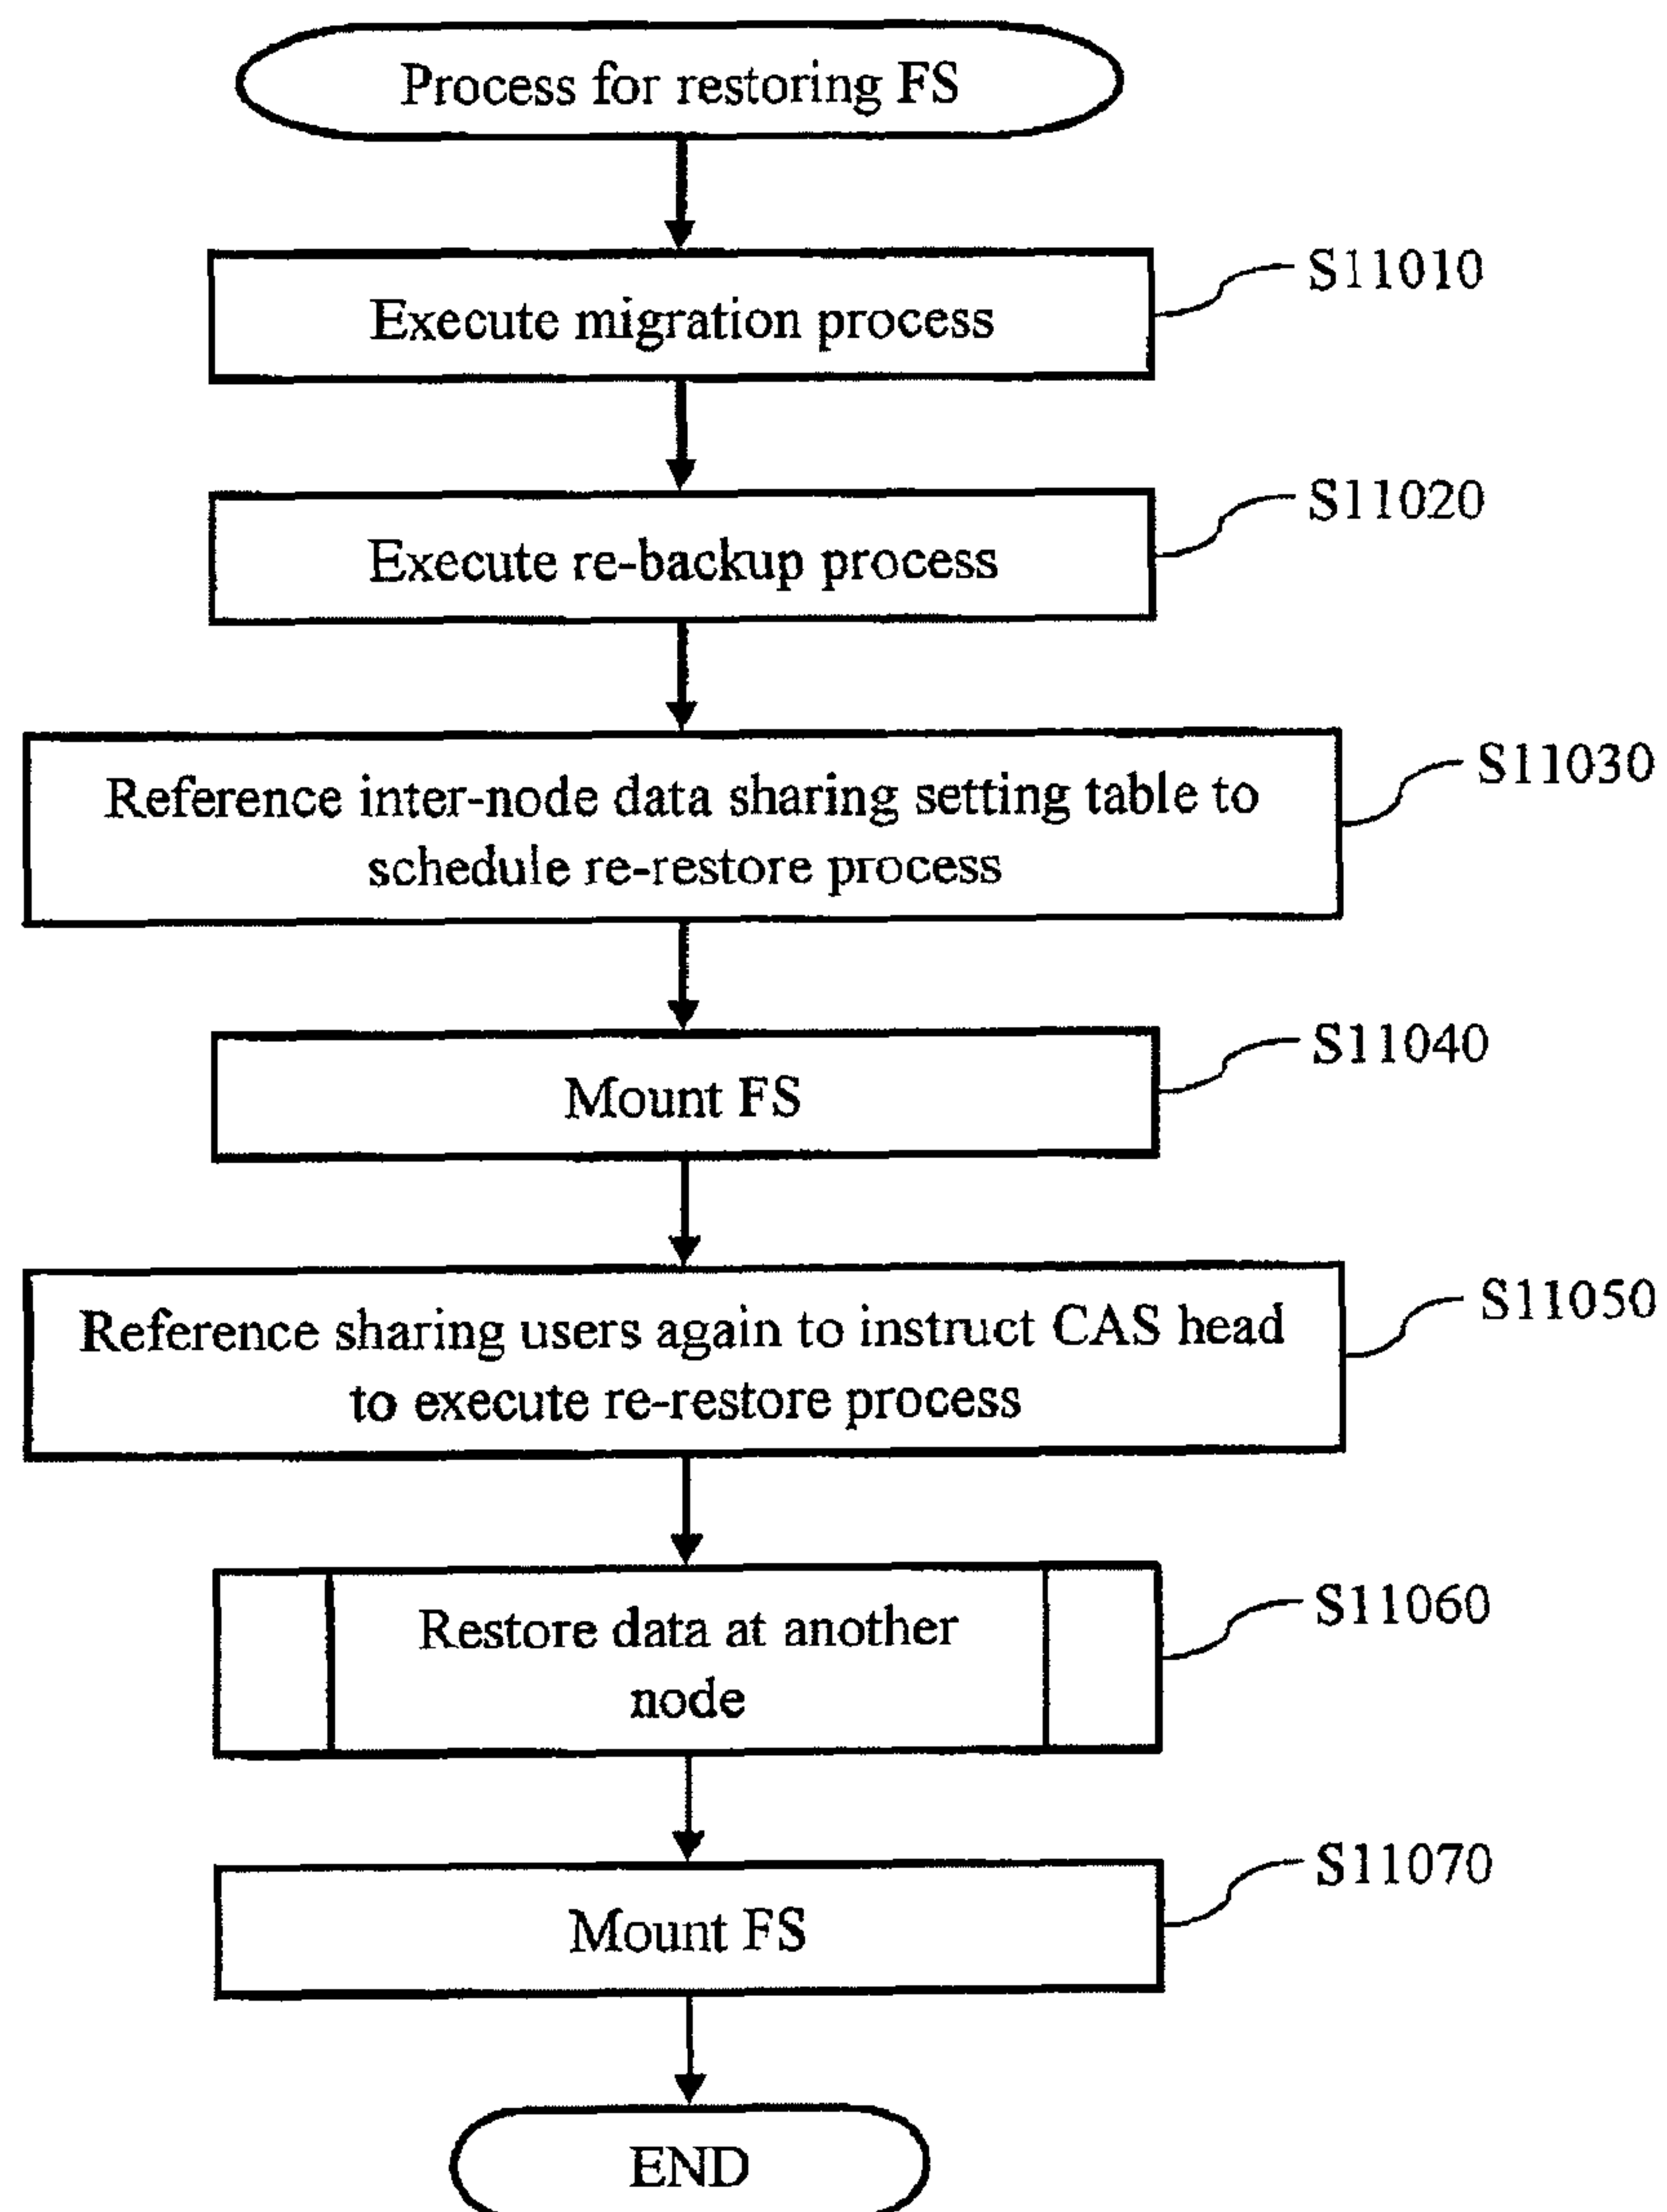 Process for restoring FS
S11010
Execute migration process
S11020
Execute re-backup process
S11030
Reference inter-node data sharing setting table to
schedule re-restore process
S11040
Mount FS
S11050
Reference sharing users again to instruct CAS head
to execute re-restore process
S11060
Restore data at another
node
S11070
Mount FS
END